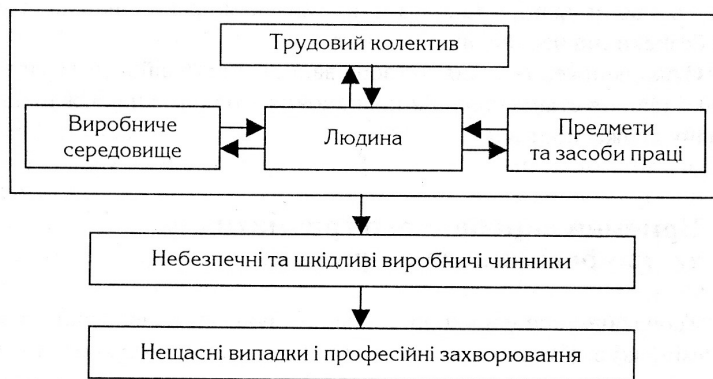 Трудовий колектив
Виробниче
середовище
Людина
Предмети
та засоби праці
Небезпечні та шкідливі виробничі чинники
Нещасні випадки і професійні захворювання